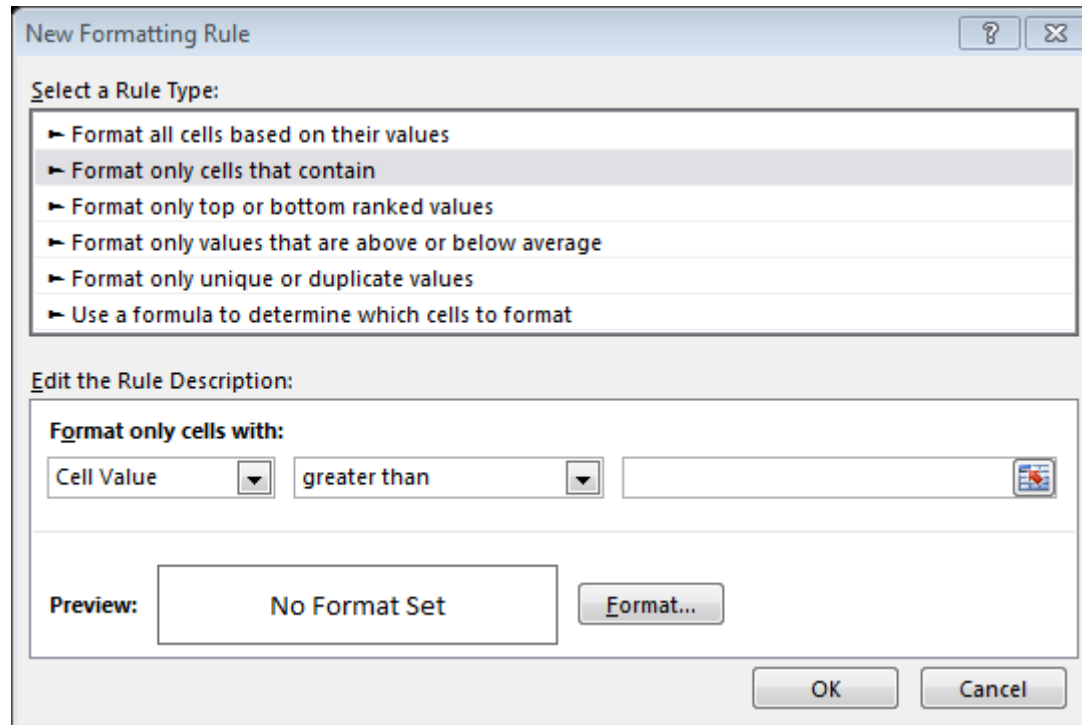 New Formatting Rule ?
Select a Rule Type:
► Format all cells based on their values
► Format only cells that contain
► Format only top or bottom ranked values
► Format only values that are above or below average
► Format only unique or duplicate values
► Use a formula to determine which cells to format
Edit the Rule Description:
Format only cells with:
Cell Value greater than
Preview: No Format Set Format...
OK Cancel